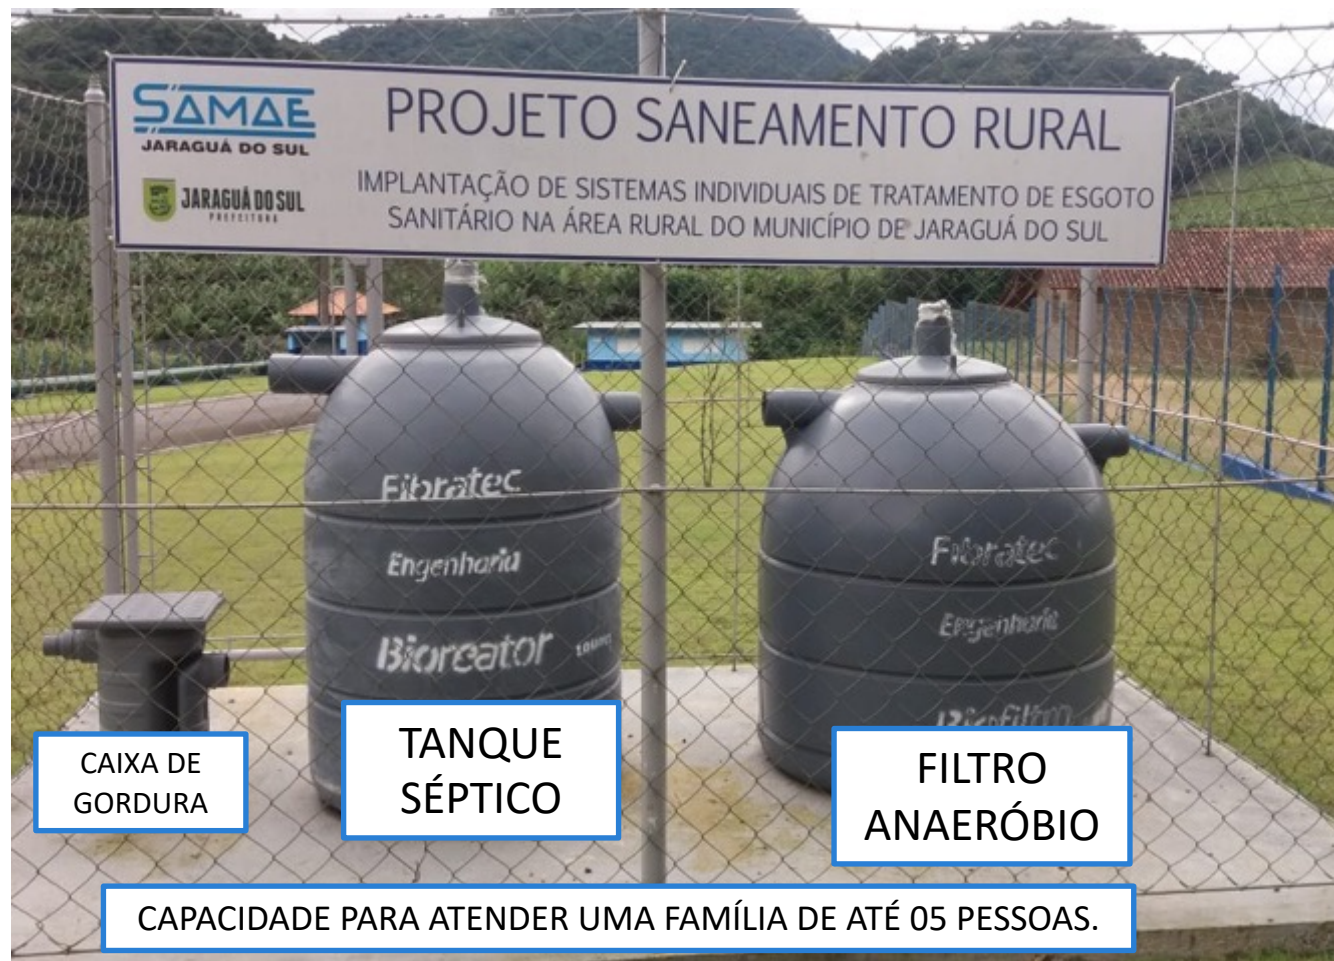 SAMAE
JARAGUÁ DO SUL
JARAGUÁ DO SUL
PREFEITURA
PROJETO SANEAMENTO RURAL
IMPLANTAÇÃO DE SISTEMAS INDIVIDUAIS DE TRATAMENTO DE ESGOTO
SANITÁRIO NA ÁREA RURAL DO MUNICÍPIO DE JARAGUÁ DO SUL
Fibratec
Engenharia
Bioreator
Fibratec
Engenharia
Biofiltro
CAIXA DE
GORDURA
TANQUE
SÉPTICO
FILTRO
ANAERÓBIO
CAPACIDADE PARA ATENDER UMA FAMÍLIA DE ATÉ 05 PESSOAS.